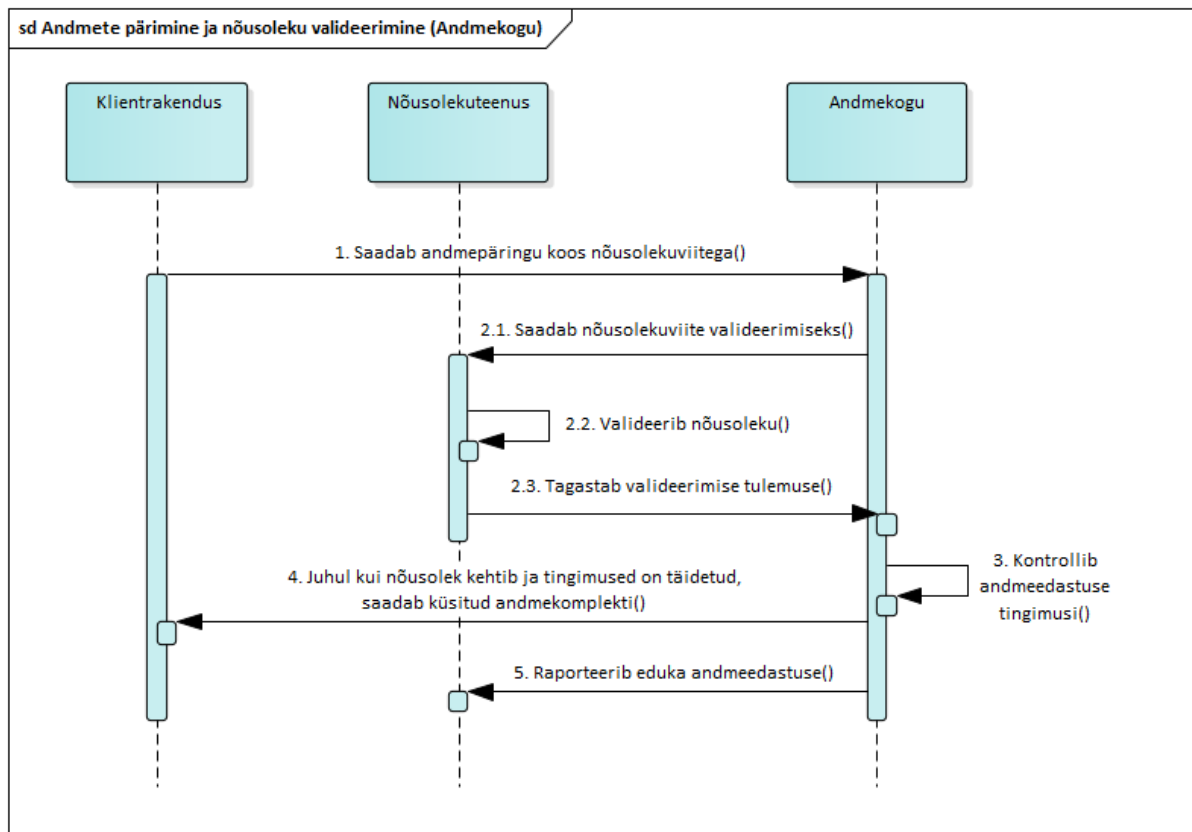 sd Andmete pärimine ja nõusoleku valideerimine (Andmekogu)
Klientrakendus
Nõusolekuteenus
Andmekogu
1. Saadab andmepäringu koos nõusolekuviitega()
2.1. Saadab nõusolekuviite valideerimiseks()
2.2. Valideerib nõusoleku()
2.3. Tagastab valideerimise tulemuse()
3. Kontrollib
andmeedastuse
tingimusi()
4. Juhul kui nõusolek kehtib ja tingimused on täidetud,
saadab küsitud andmekomplekti()
5. Raporteerib eduka andmeedastuse()